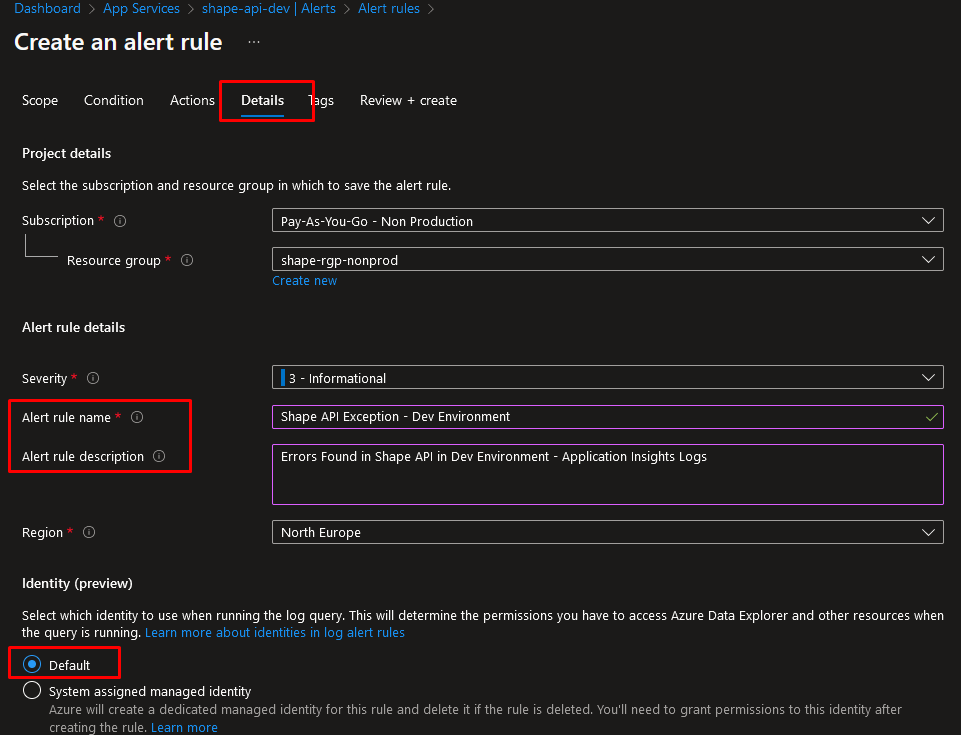 Dashboard > App Services > shape-api-dev | Alerts > Alert rules >
Create an alert rule ...
Scope Condition Actions Details Tags Review + create
Project details
Select the subscription and resource group in which to save the alert rule.
Subscription * Pay-As-You-Go - Non Production
Resource group * shape-rgp-nonprod
Create new
Alert rule details
Severity * 3 - Informational
Alert rule name * Shape API Exception - Dev Environment
Alert rule description Errors Found in Shape API in Dev Environment - Application Insights Logs
Region * North Europe
Identity (preview)
Select which identity to use when running the log query. This will determine the permissions you have to access Azure Data Explorer and other resources when
the query is running. Learn more about identities in log alert rules
Default
System assigned managed identity
Azure will create a dedicated managed identity for this rule and delete it if the rule is deleted. You'll need to grant permissions to this identity after
creating the rule. Learn more